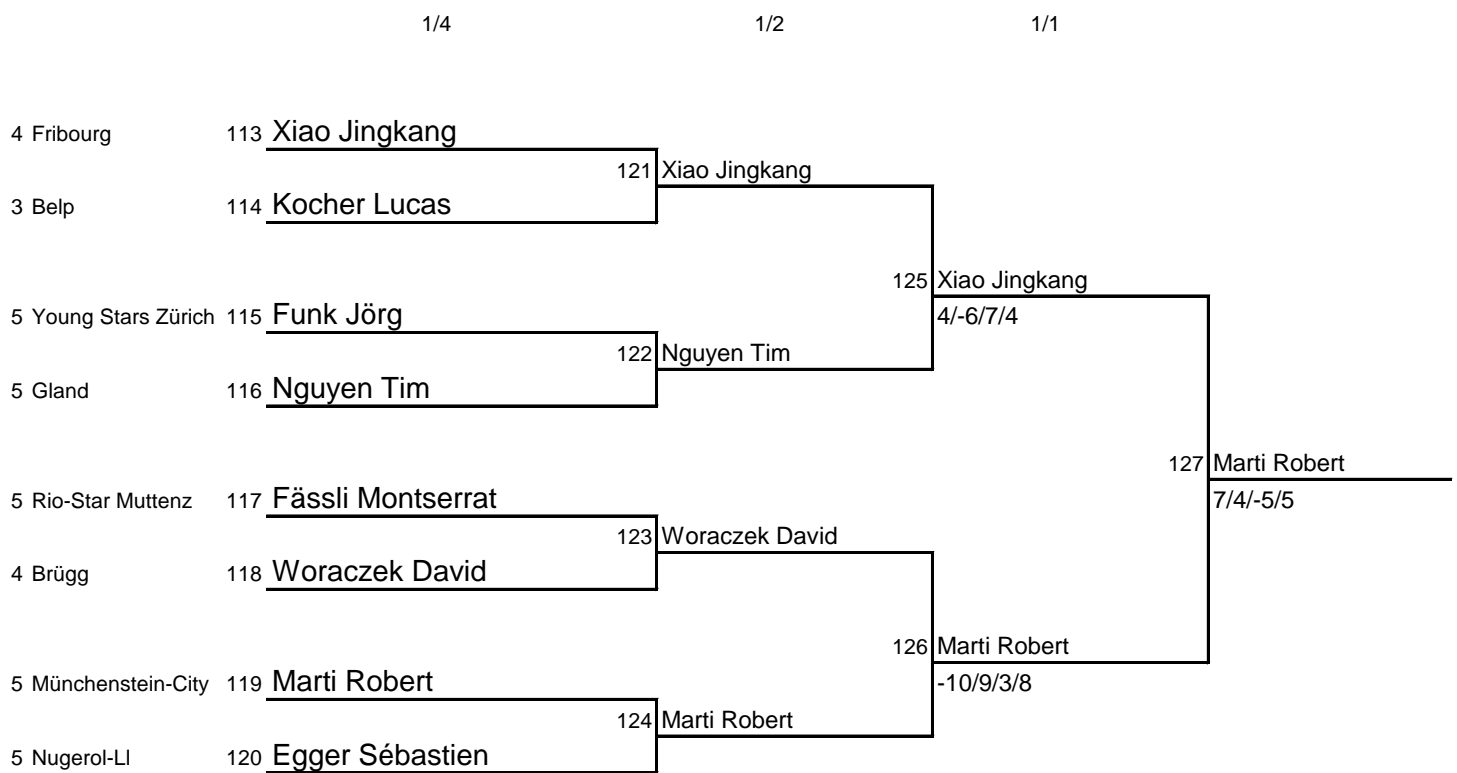 1/4 1/2 1/1
4 Fribourg 113 Xiao Jingkang
121 Xiao Jingkang
3 Belp 114 Kocher Lucas
125 Xiao Jingkang
5 Young Stars Zürich 115 Funk Jörg 4/-6/7/4
122 Nguyen Tim
5 Gland 116 Nguyen Tim
127 Marti Robert
5 Rio-Star Muttenz 117 Fässli Montserrat 7/4/-5/5
123 Woraczek David
4 Brügg 118 Woraczek David
126 Marti Robert
5 Münchenstein-City 119 Marti Robert -10/9/3/8
124 Marti Robert
5 Nugerol-Ll 120 Egger Sébastien